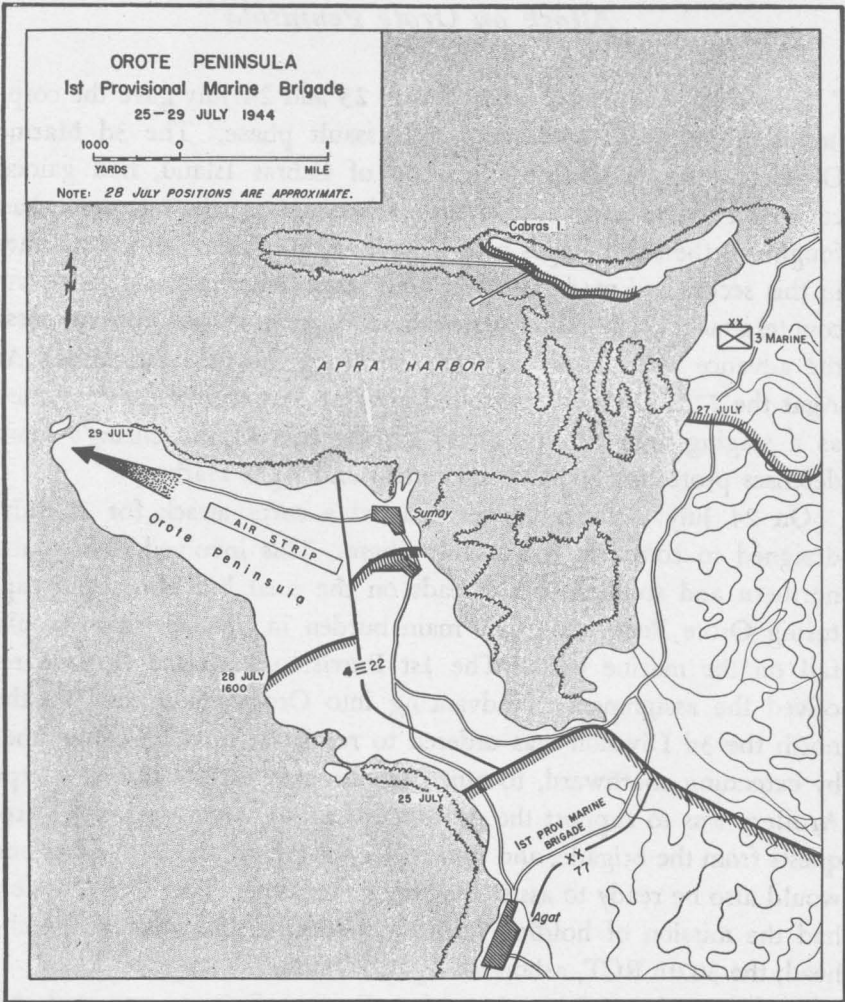 OROTE PENINSULA
1st Provisional Marine Brigade
25–29 JULY 1944
1000 0 1
YARDS MILE
NOTE: 28 JULY POSITIONS ARE APPROXIMATE.
Cabras I.
XX
3 MARINE
APRA HARBOR
27 JULY
29 JULY
Sumay
AIR STRIP
Orote Peninsula
4 22
28 JULY
1600
25 JULY
1ST PROV MARINE
BRIGADE
XX
77
Agat